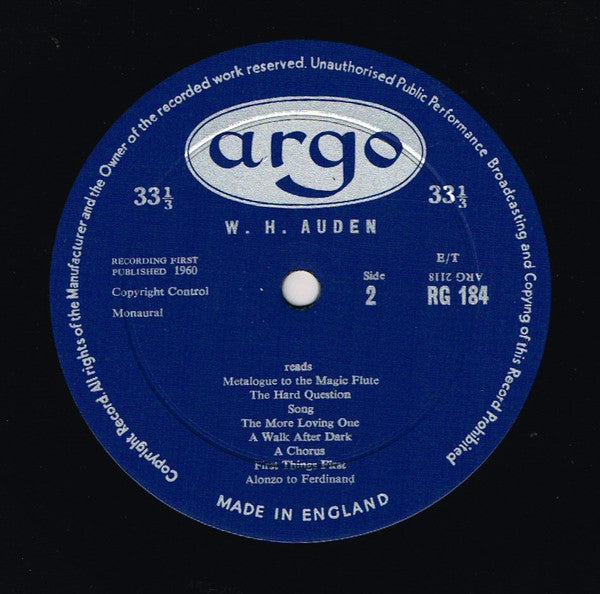 Copyright Record All rights of the Manufacturer and the Owner of the recorded work reserved. Unauthorised Public Performance Broadcasting and Copying of this Record Prohibited
argo
33⅓
33⅓
W. H. AUDEN
RECORDING FIRST
PUBLISHED 1960
Copyright Control
Monaural
Side
2
E/T
ARG 2118
RG 184
reads
Metalogue to the Magic Flute
The Hard Question
Song
The More Loving One
A Walk After Dark
A Chorus
First Things First
Alonzo to Ferdinand
MADE IN ENGLAND